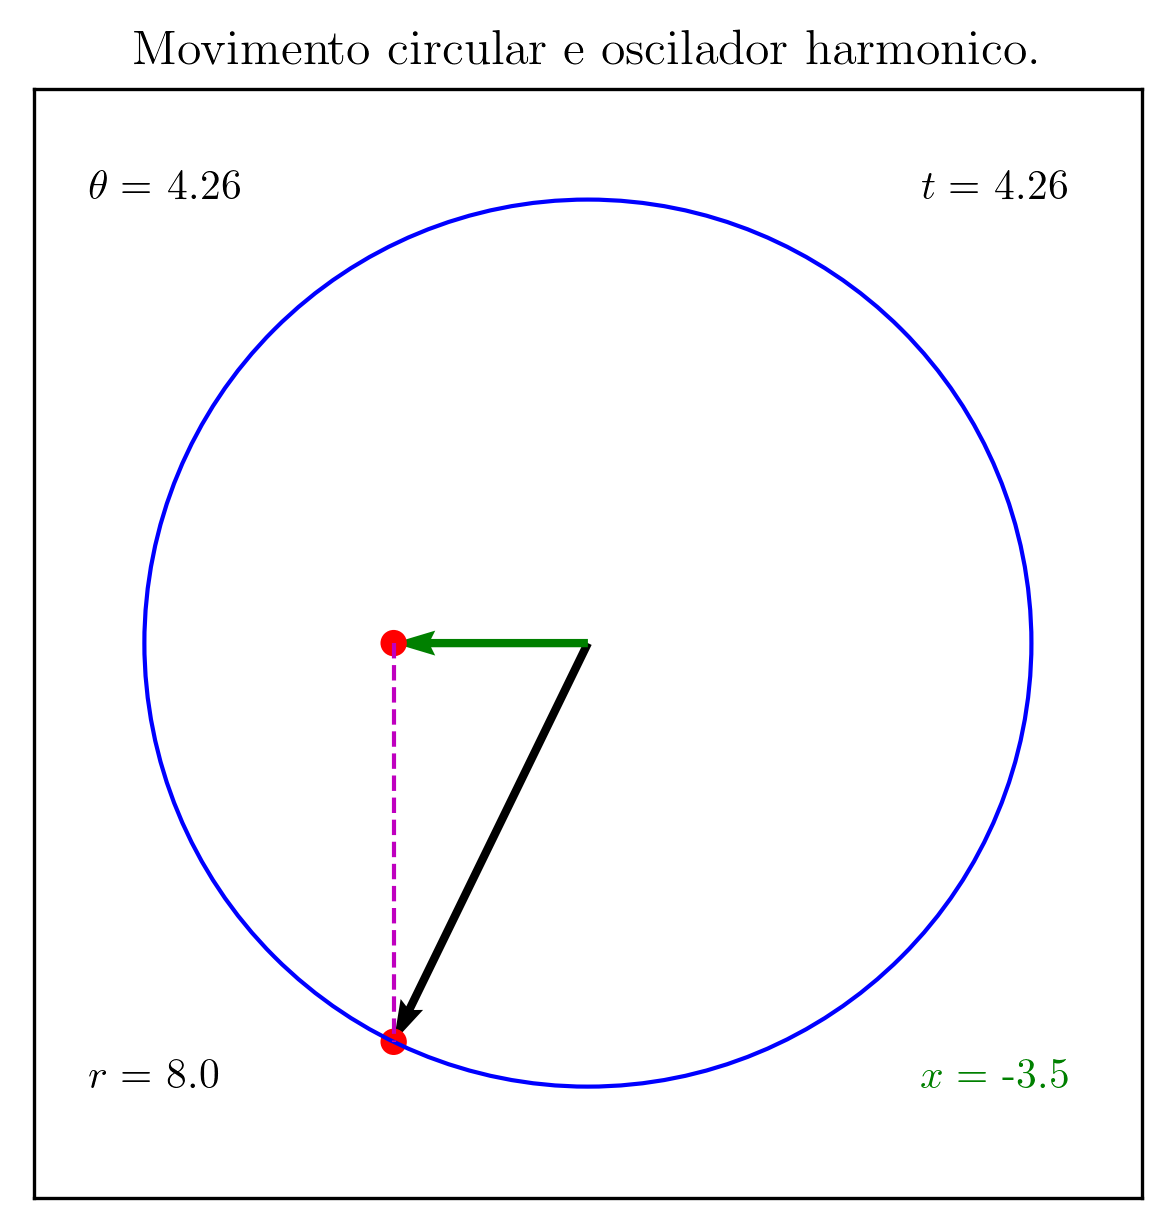 Movimento circular e oscilador harmonico.
θ = 4.26
t = 4.26
r = 8.0
x = -3.5